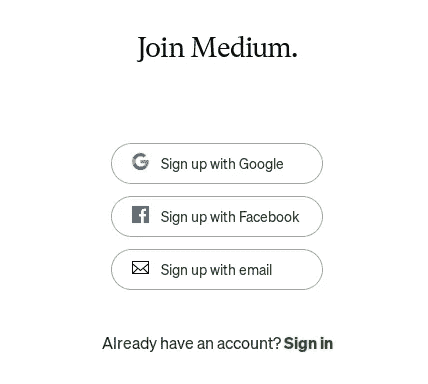 Join Medium.
Sign up with Google
Sign up with Facebook
Sign up with email
Already have an account? Sign in